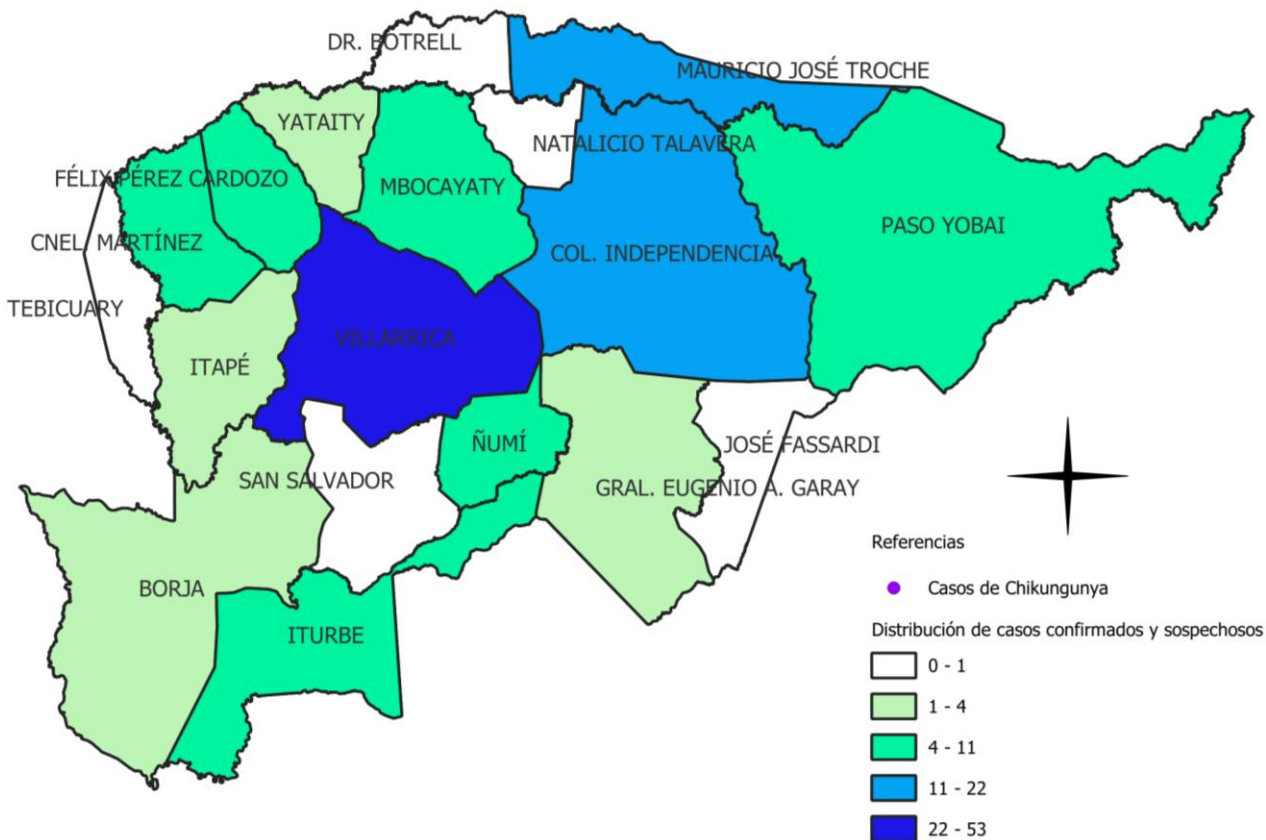 DR. BOTRELL
MAURICIO JOSÉ TROCHE
YATAITY
NATALICIO TALAVERA
FÉLIX PÉREZ CARDOZO
MBOCAYATY
PASO YOBAI
CNEL. MARTÍNEZ
COL. INDEPENDENCIA
TEBICUARY
VILLARRICA
ITAPÉ
ÑUMÍ
JOSÉ FASSARDI
SAN SALVADOR
GRAL. EUGENIO A. GARAY
BORJA
ITURBE
Referencias
Casos de Chikungunya
Distribución de casos confirmados y sospechosos
0 - 1
1 - 4
4 - 11
11 - 22
22 - 53